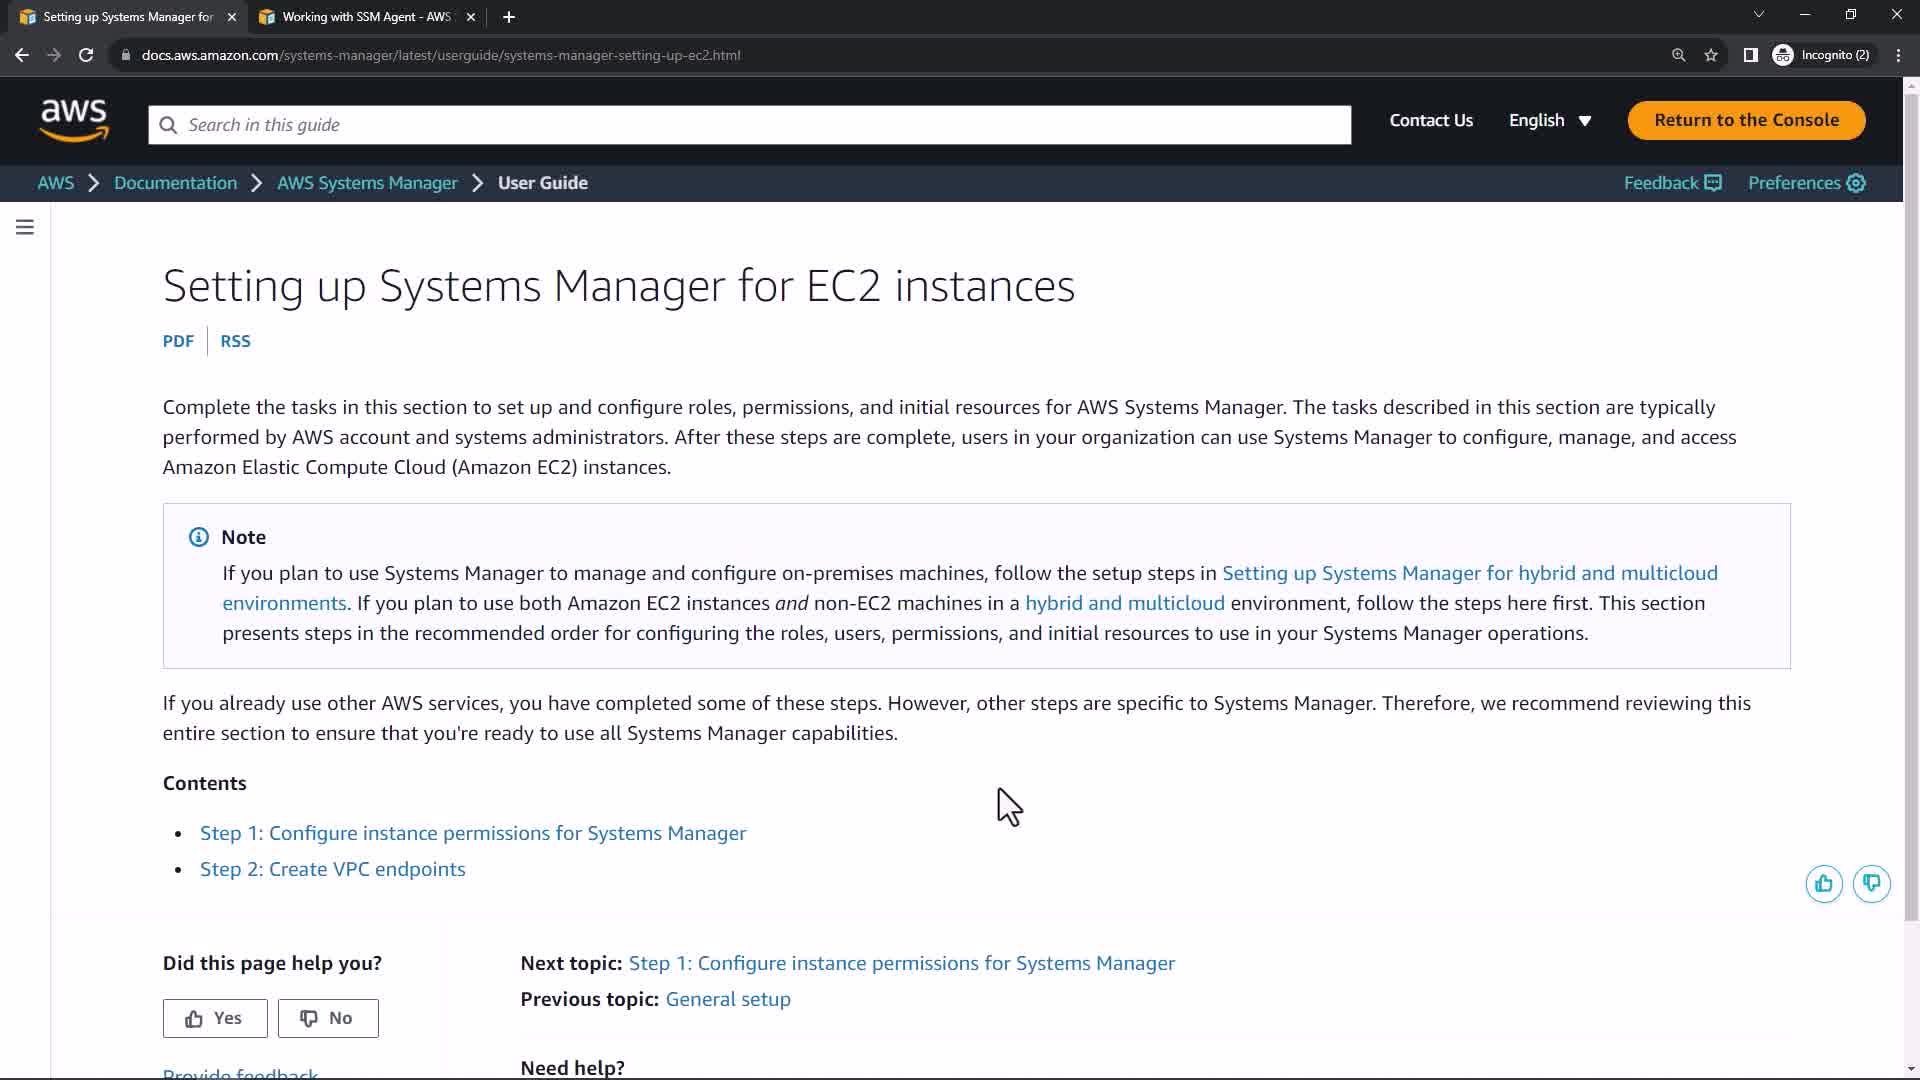 Setting up Systems Manager for
Working with SSM Agent - AWS
docs.aws.amazon.com/systems-manager/latest/userguide/systems-manager-setting-up-ec2.html
Incognito (2)
aws
Search in this guide
Contact Us
English
Return to the Console
AWS
Documentation
AWS Systems Manager
User Guide
Feedback
Preferences
Setting up Systems Manager for EC2 instances
PDF
RSS
Complete the tasks in this section to set up and configure roles, permissions, and initial resources for AWS Systems Manager. The tasks described in this section are typically
performed by AWS account and systems administrators. After these steps are complete, users in your organization can use Systems Manager to configure, manage, and access
Amazon Elastic Compute Cloud (Amazon EC2) instances.
Note
If you plan to use Systems Manager to manage and configure on-premises machines, follow the setup steps in Setting up Systems Manager for hybrid and multicloud
environments. If you plan to use both Amazon EC2 instances and non-EC2 machines in a hybrid and multicloud environment, follow the steps here first. This section
presents steps in the recommended order for configuring the roles, users, permissions, and initial resources to use in your Systems Manager operations.
If you already use other AWS services, you have completed some of these steps. However, other steps are specific to Systems Manager. Therefore, we recommend reviewing this
entire section to ensure that you're ready to use all Systems Manager capabilities.
Contents
• Step 1: Configure instance permissions for Systems Manager
• Step 2: Create VPC endpoints
Did this page help you?
Yes
No
Provide feedback
Next topic: Step 1: Configure instance permissions for Systems Manager
Previous topic: General setup
Need help?